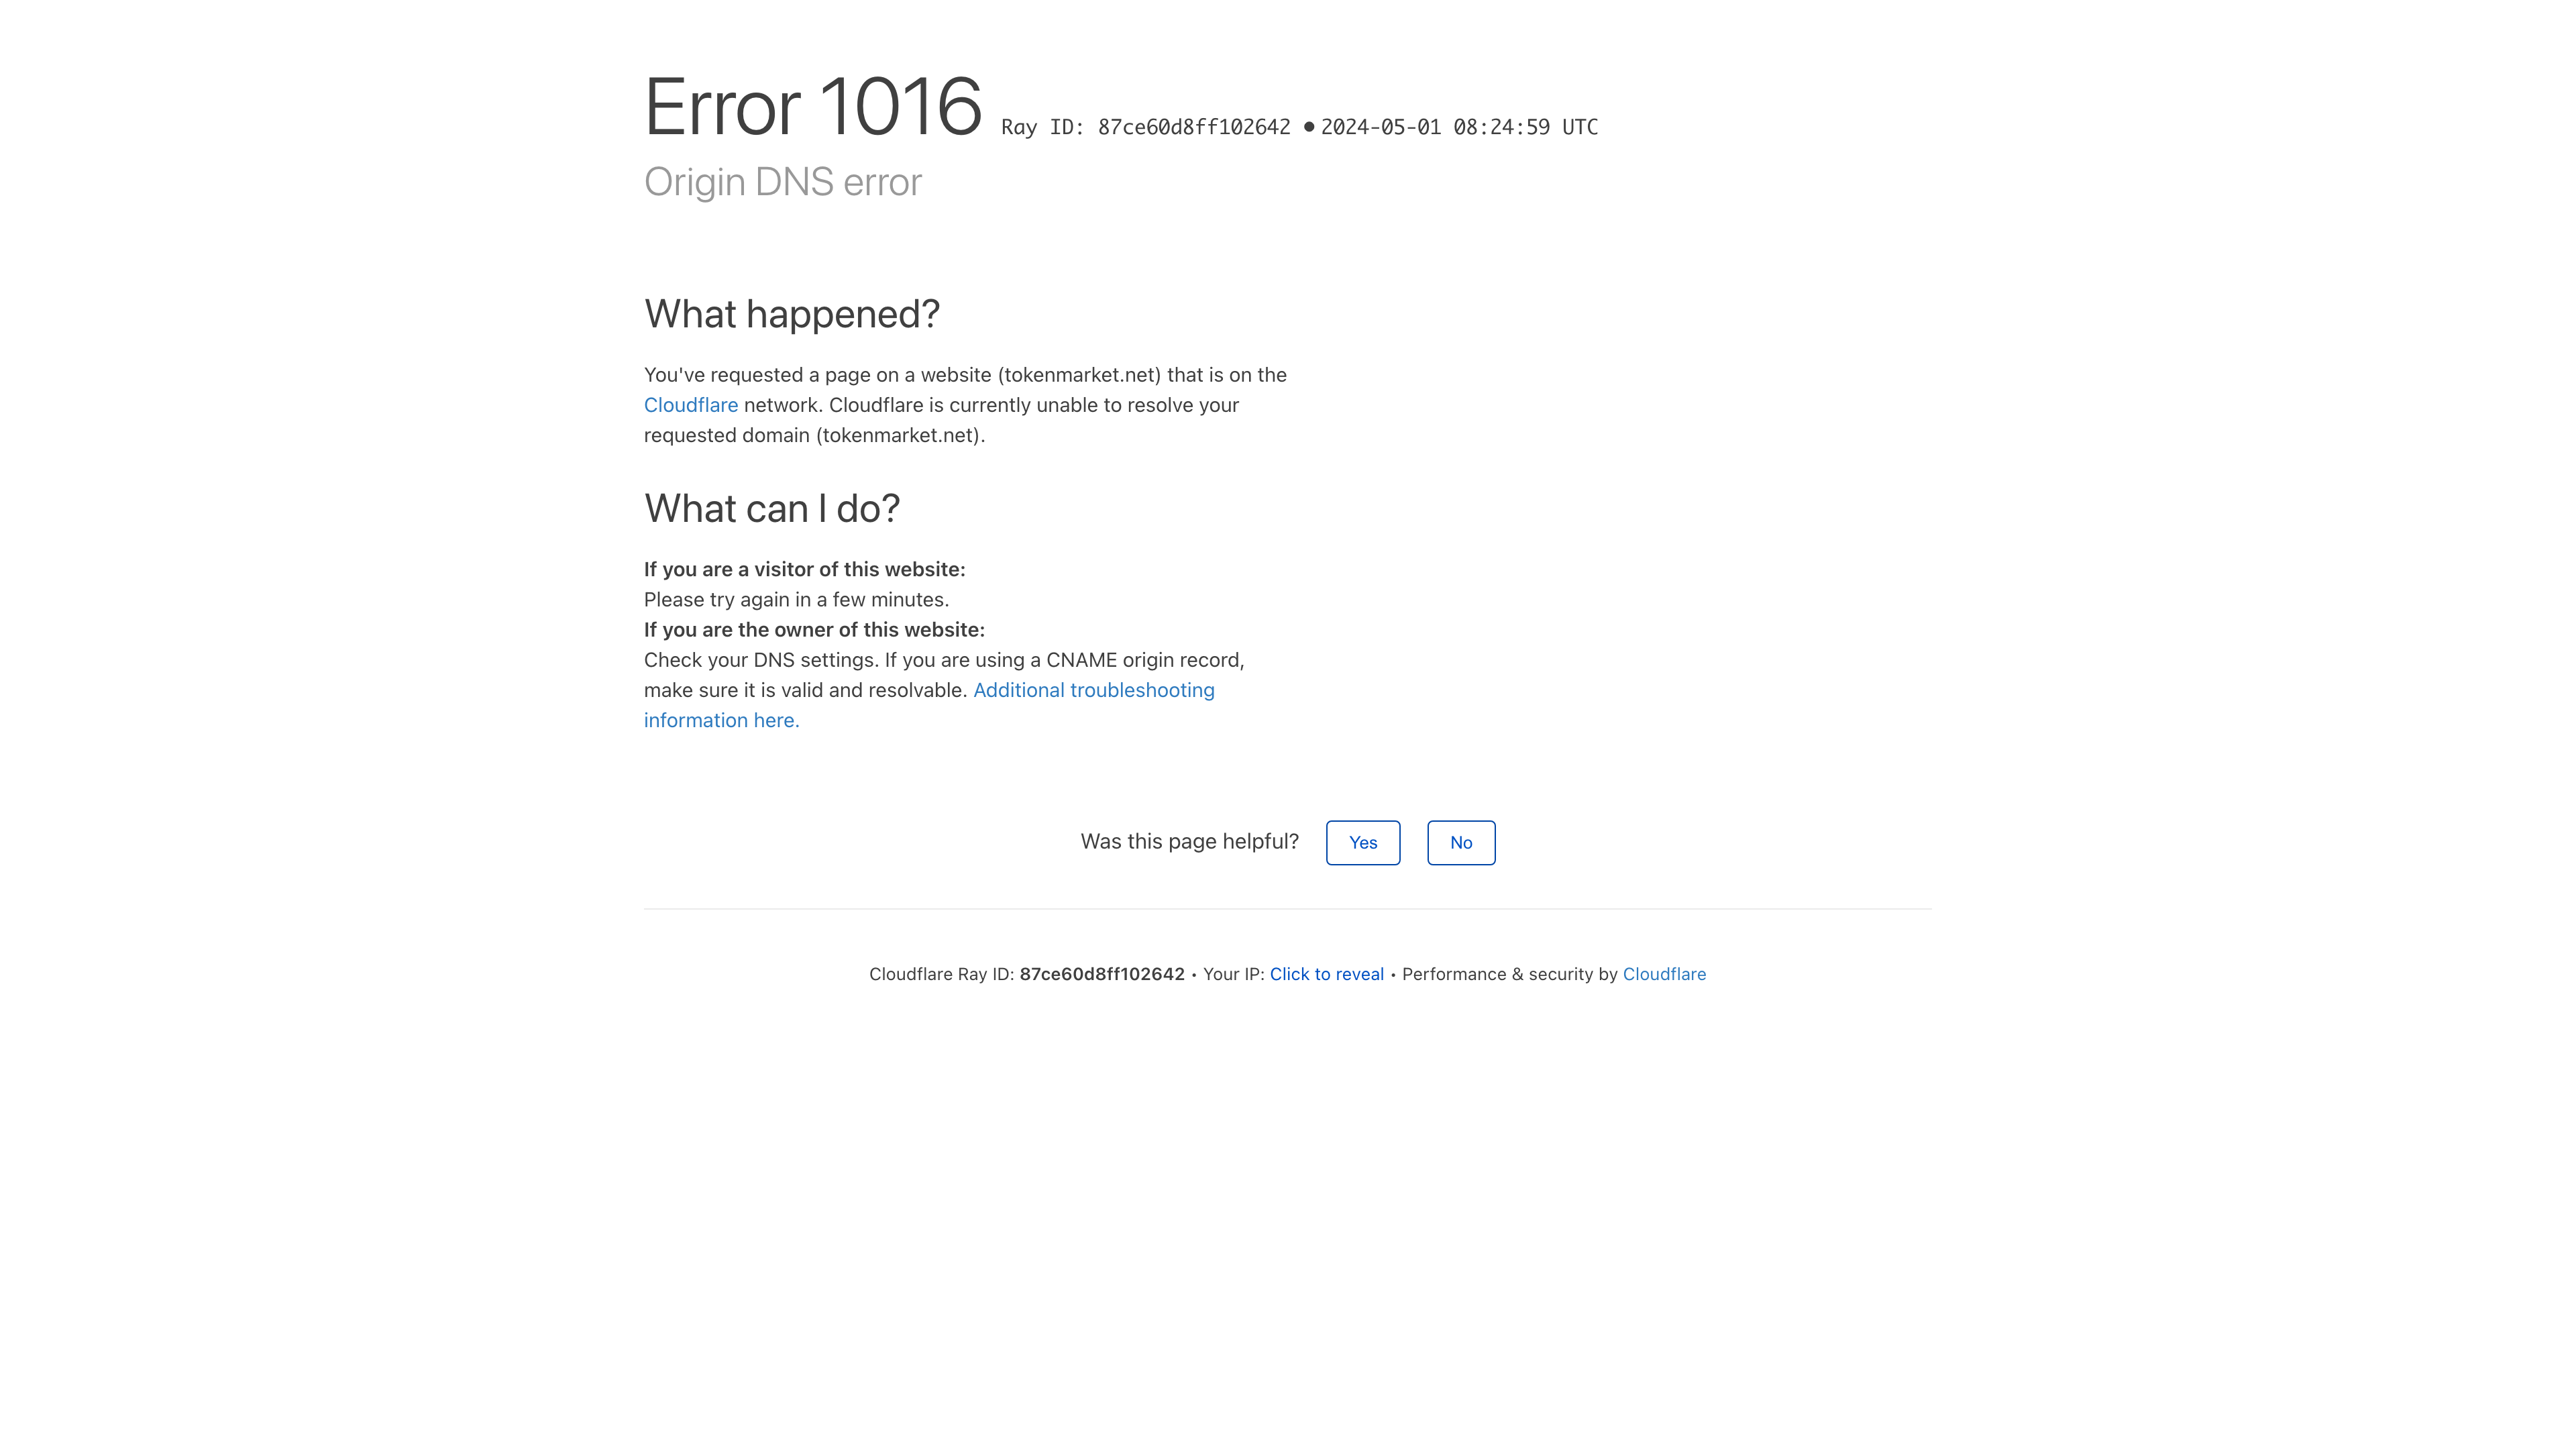 Error 1016 Ray ID: 87ce60d8ff102642 • 2024-05-01 08:24:59 UTC
Origin DNS error
What happened?
You've requested a page on a website (tokenmarket.net) that is on the
Cloudflare network. Cloudflare is currently unable to resolve your
requested domain (tokenmarket.net).
What can I do?
If you are a visitor of this website:
Please try again in a few minutes.
If you are the owner of this website:
Check your DNS settings. If you are using a CNAME origin record,
make sure it is valid and resolvable. Additional troubleshooting
information here.
Was this page helpful? Yes No
Cloudflare Ray ID: 87ce60d8ff102642 • Your IP: Click to reveal • Performance & security by Cloudflare